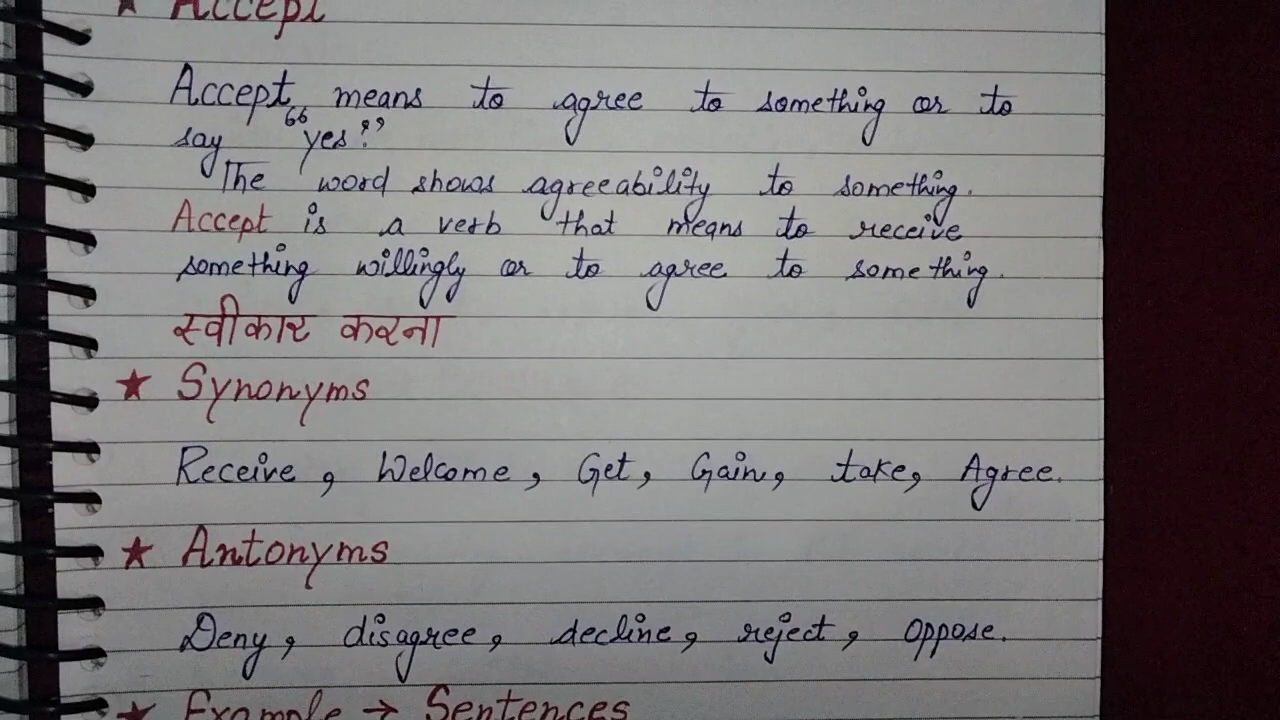 ★ Accept
Accept means to agree to something or to
say "yes"
The word shows agreeability to something.
Accept is a verb that means to receive
something willingly or to agree to something.
स्वीकार करना
★ Synonyms
Receive, Welcome, Get, Gain, take, Agree.
★ Antonyms
Deny, disagree, decline, reject, oppose.
★ Example → Sentences